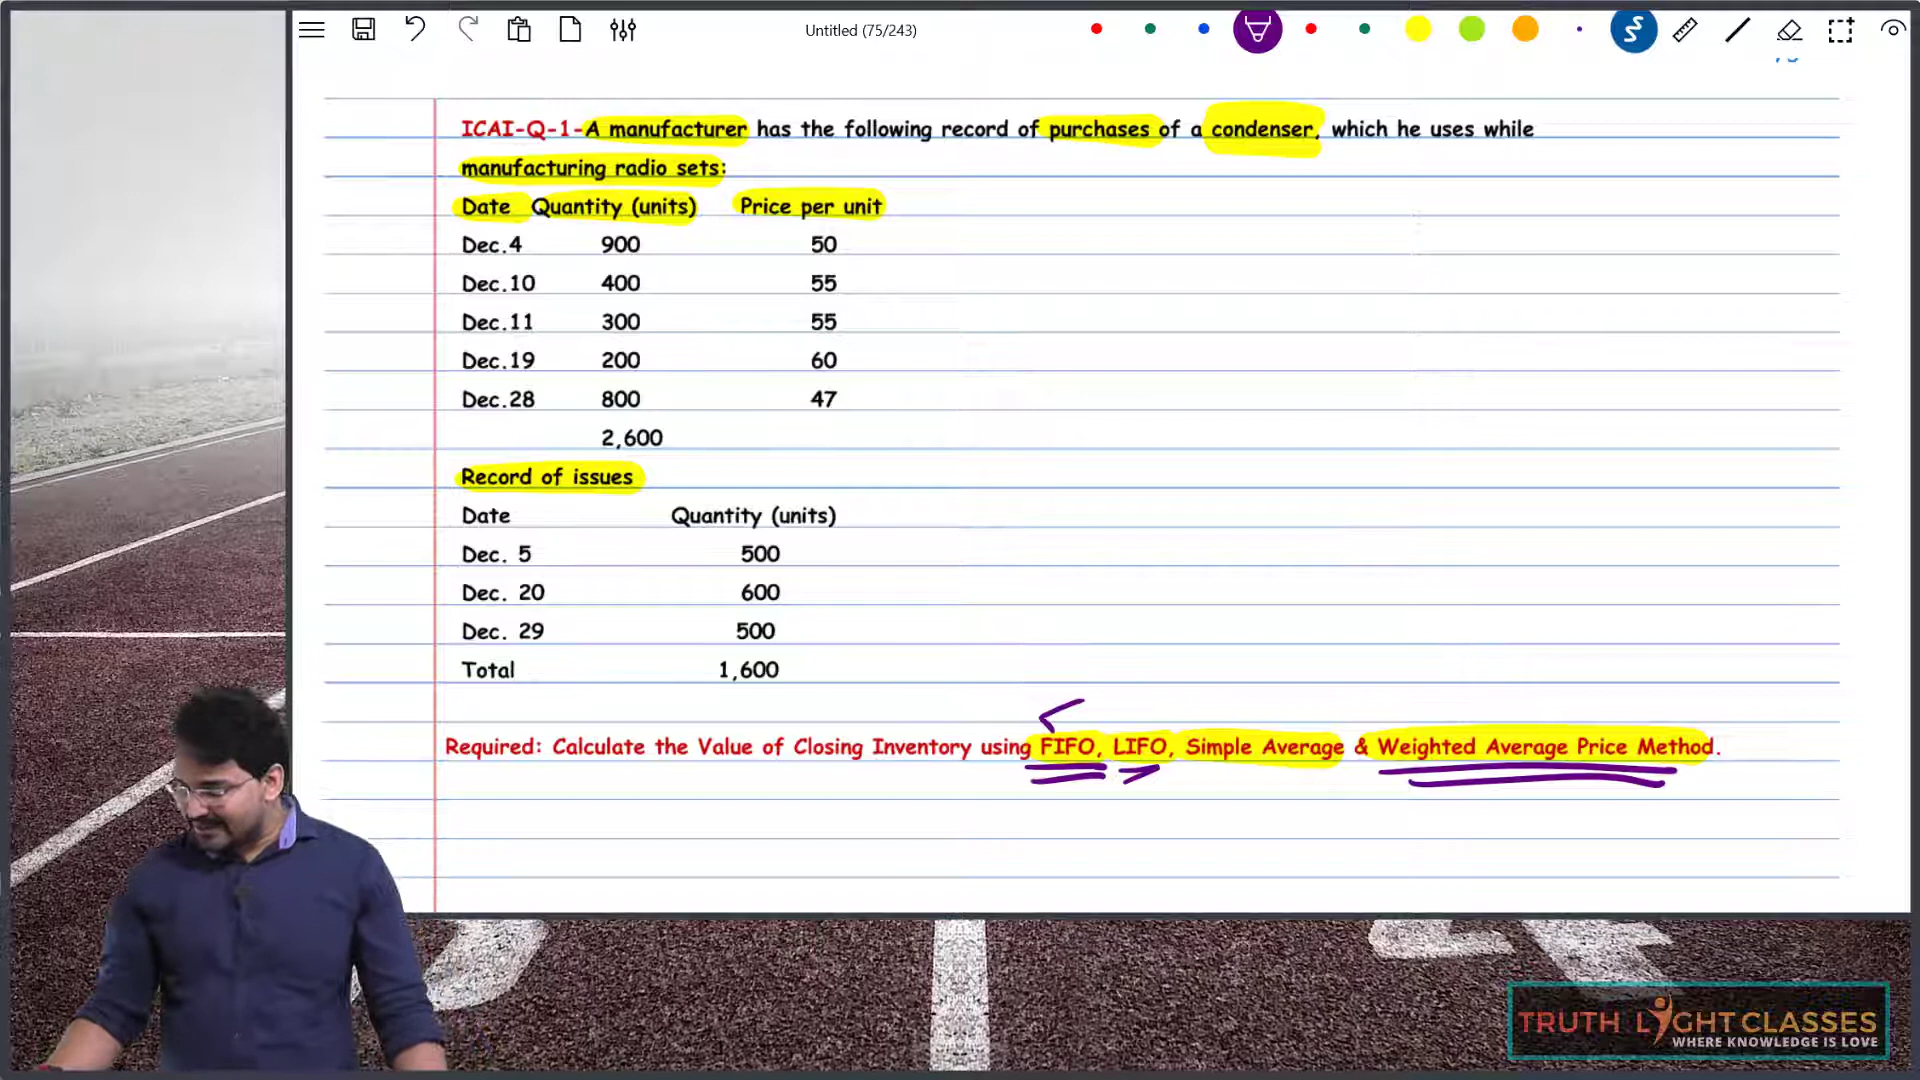 Untitled (75/243)
ICAI-Q-1-A manufacturer has the following record of purchases of a condenser, which he uses while
manufacturing radio sets:
Date Quantity (units) Price per unit
Dec.4 900 50
Dec.10 400 55
Dec.11 300 55
Dec.19 200 60
Dec.28 800 47
2,600
Record of issues
Date Quantity (units)
Dec. 5 500
Dec. 20 600
Dec. 29 500
Total 1,600
Required: Calculate the Value of Closing Inventory using FIFO, LIFO, Simple Average & Weighted Average Price Method.
TRUTH LIGHT CLASSES
WHERE KNOWLEDGE IS LOVE